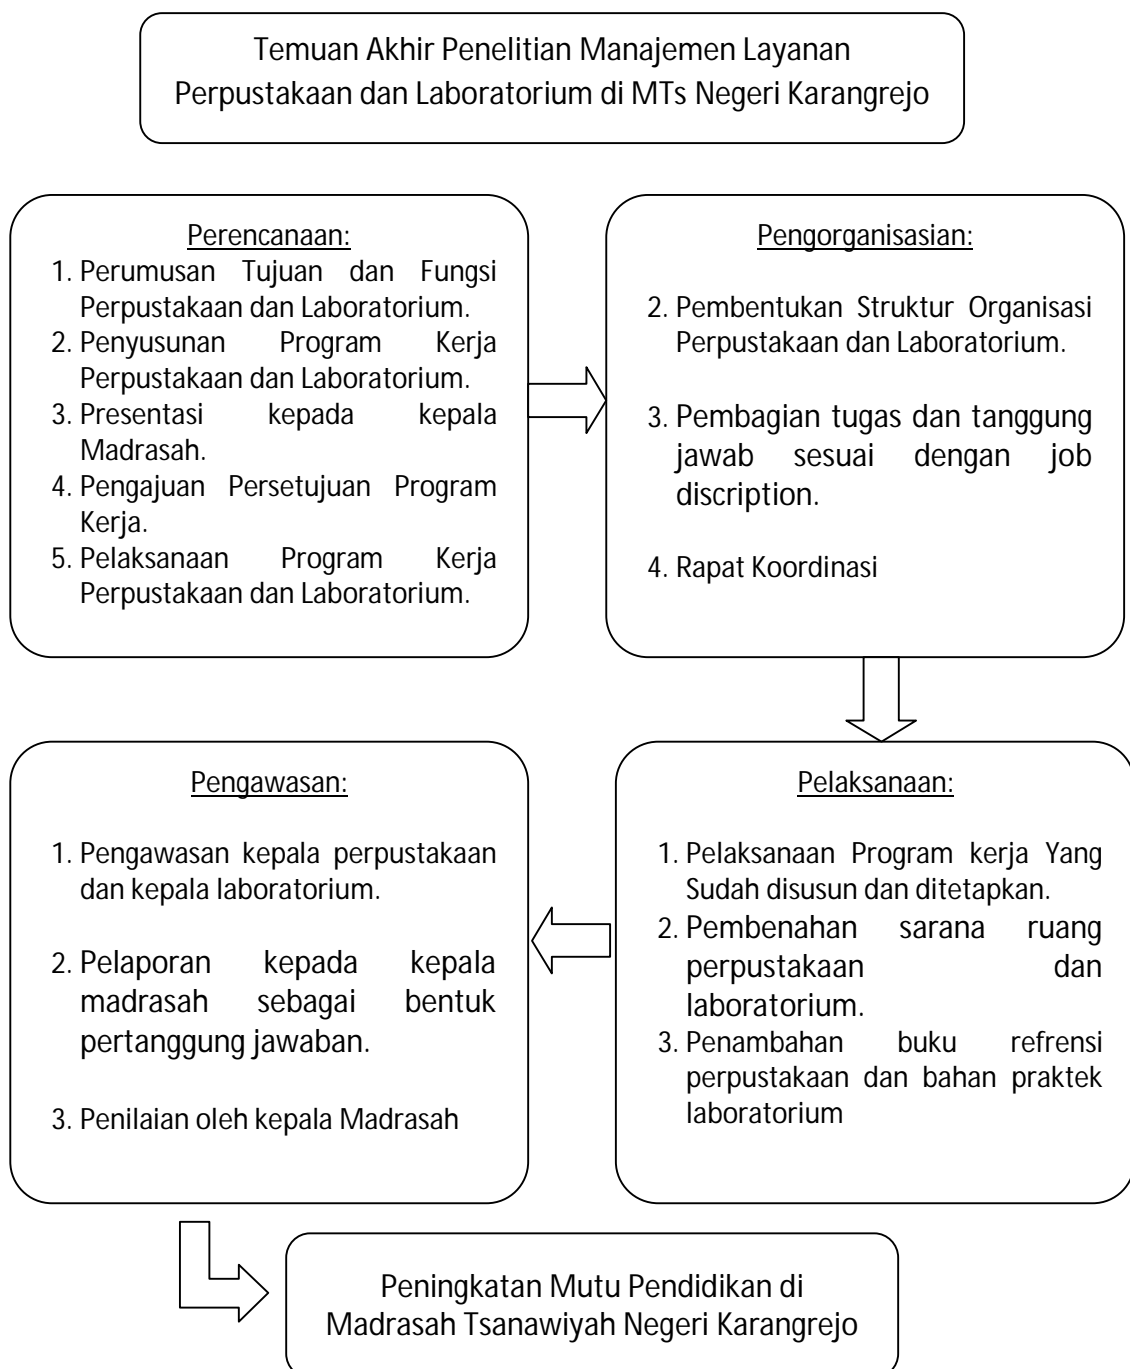 Temuan Akhir Penelitian Manajemen Layanan
Perpustakaan dan Laboratorium di MTs Negeri Karangrejo
Perencanaan:
1. Perumusan Tujuan dan Fungsi
Perpustakaan dan Laboratorium.
2. Penyusunan Program Kerja
Perpustakaan dan Laboratorium.
3. Presentasi kepada kepala
Madrasah.
4. Pengajuan Persetujuan Program
Kerja.
5. Pelaksanaan Program Kerja
Perpustakaan dan Laboratorium.
Pengorganisasian:
2. Pembentukan Struktur Organisasi
Perpustakaan dan Laboratorium.
3. Pembagian tugas dan tanggung
jawab sesuai dengan job
discription.
4. Rapat Koordinasi
Pengawasan:
1. Pengawasan kepala perpustakaan
dan kepala laboratorium.
2. Pelaporan kepada kepala
madrasah sebagai bentuk
pertanggung jawaban.
3. Penilaian oleh kepala Madrasah
Pelaksanaan:
1. Pelaksanaan Program kerja Yang
Sudah disusun dan ditetapkan.
2. Pembenahan sarana ruang
perpustakaan dan
laboratorium.
3. Penambahan buku refrensi
perpustakaan dan bahan praktek
laboratorium
Peningkatan Mutu Pendidikan di
Madrasah Tsanawiyah Negeri Karangrejo